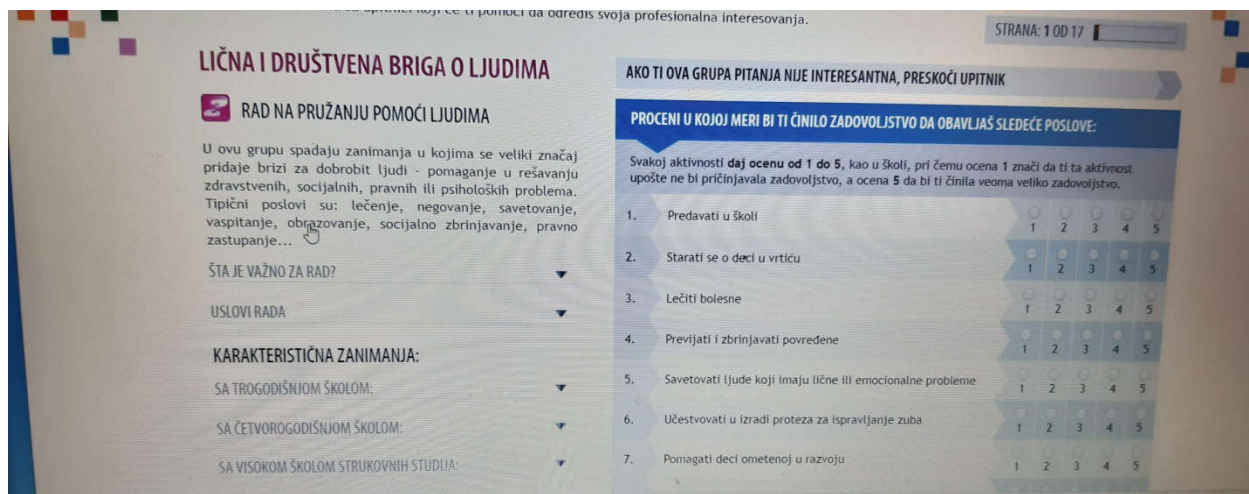 upitnici koji će ti pomoći da odrediš svoja profesionalna interesovanja.
STRANA: 1 OD 17
LIČNA I DRUŠTVENA BRIGA O LJUDIMA
RAD NA PRUŽANJU POMOĆI LJUDIMA
U ovu grupu spadaju zanimanja u kojima se veliki značaj
pridaje brizi za dobrobit ljudi - pomaganje u rešavanju
zdravstvenih, socijalnih, pravnih ili psiholoških problema.
Tipični poslovi su: lečenje, negovanje, savetovanje,
vaspitanje, obrazovanje, socijalno zbrinjavanje, pravno
zastupanje...
ŠTA JE VAŽNO ZA RAD?
USLOVI RADA
KARAKTERISTIČNA ZANIMANJA:
SA TROGODIŠNJOM ŠKOLOM:
SA ČETVOROGODIŠNJOM ŠKOLOM:
SA VISOKOM ŠKOLOM STRUKOVNIH STUDIJA:
AKO TI OVA GRUPA PITANJA NIJE INTERESANTNA, PRESKOČI UPITNIK
PROCENI U KOJOJ MERI BI TI ČINILO ZADOVOLJSTVO DA OBAVLJAŠ SLEDEĆE POSLOVE:
Svakoj aktivnosti daj ocenu od 1 do 5, kao u školi, pri čemu ocena 1 znači da ti ta aktivnost
upošte ne bi pričinjavala zadovoljstvo, a ocena 5 da bi ti činila veoma veliko zadovoljstvo.
1. Predavati u školi 1 2 3 4 5
2. Starati se o deci u vrtiću 1 2 3 4 5
3. Lečiti bolesne 1 2 3 4 5
4. Previjati i zbrinjavati povređene 1 2 3 4 5
5. Savetovati ljude koji imaju lične ili emocionalne probleme 1 2 3 4 5
6. Učestvovati u izradi proteza za ispravljanje zuba 1 2 3 4 5
7. Pomagati deci ometenoj u razvoju 1 2 3 4 5